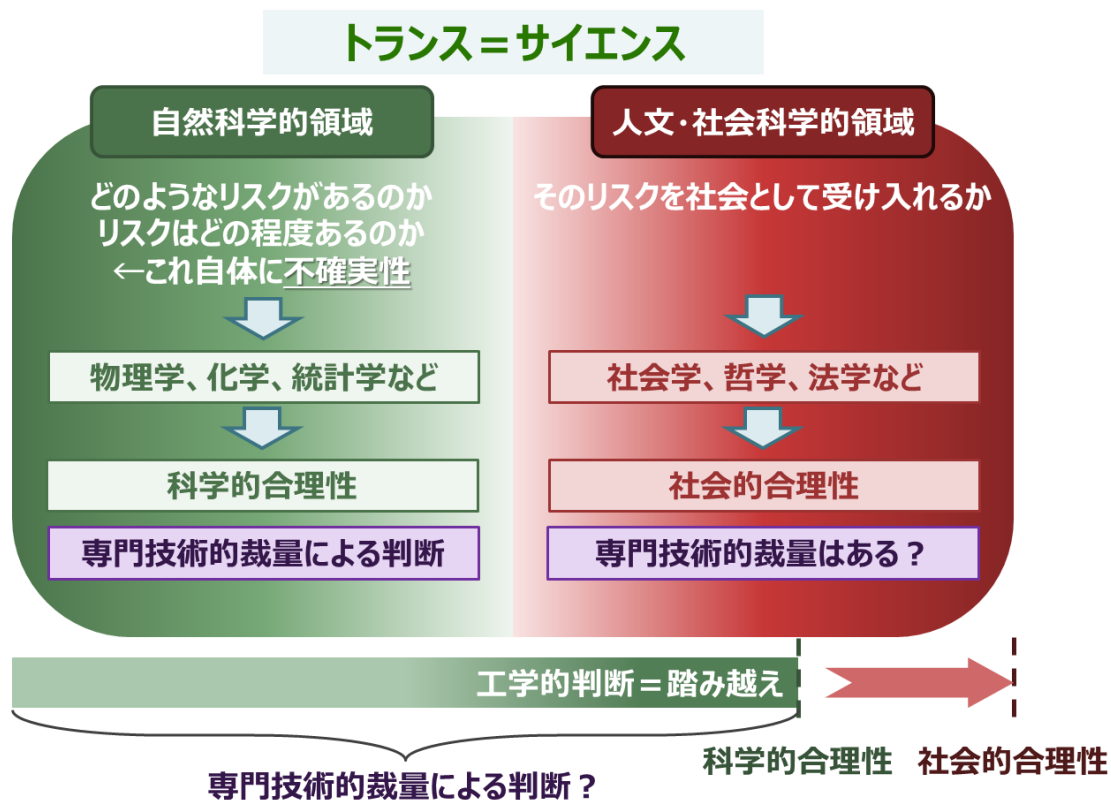 トランス＝サイエンス
自然科学的領域
どのようなリスクがあるのか
リスクはどの程度あるのか
←これ自体に不確実性
物理学、化学、統計学など
科学的合理性
専門技術的裁量による判断
人文・社会科学的領域
そのリスクを社会として受け入れるか
社会学、哲学、法学など
社会的合理性
専門技術的裁量はある？
工学的判断＝踏み越え
科学的合理性
社会的合理性
専門技術的裁量による判断？